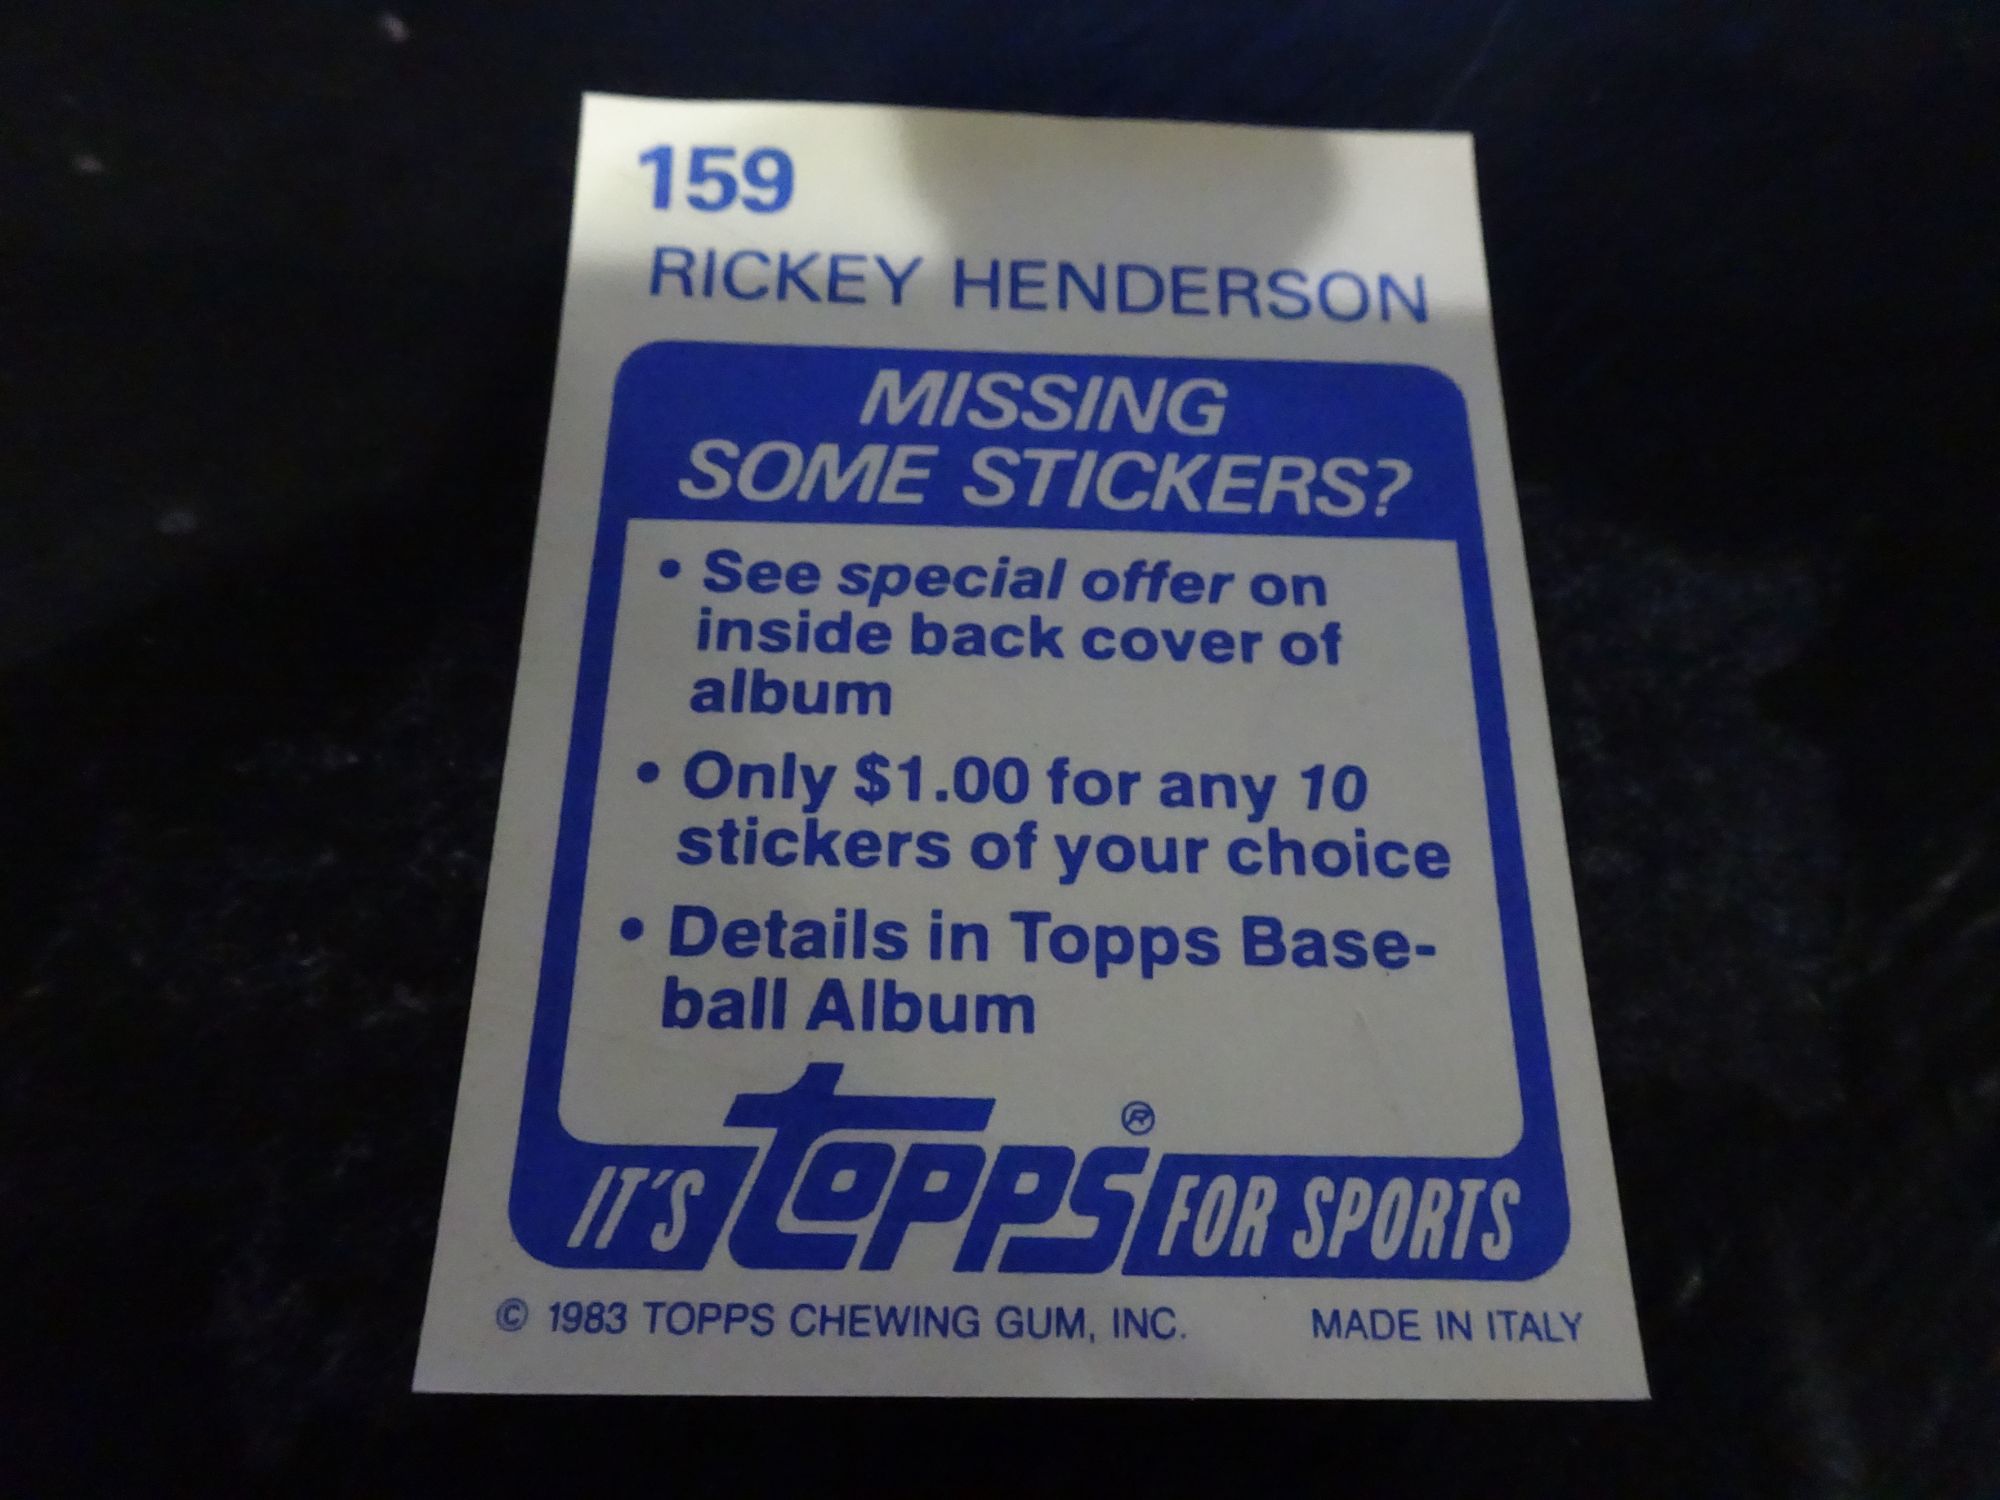 159
RICKEY HENDERSON
MISSING
SOME STICKERS?
• See special offer on
inside back cover of
album
• Only $1.00 for any 10
stickers of your choice
• Details in Topps Base-
ball Album
IT'S topps® FOR SPORTS
© 1983 TOPPS CHEWING GUM, INC. MADE IN ITALY